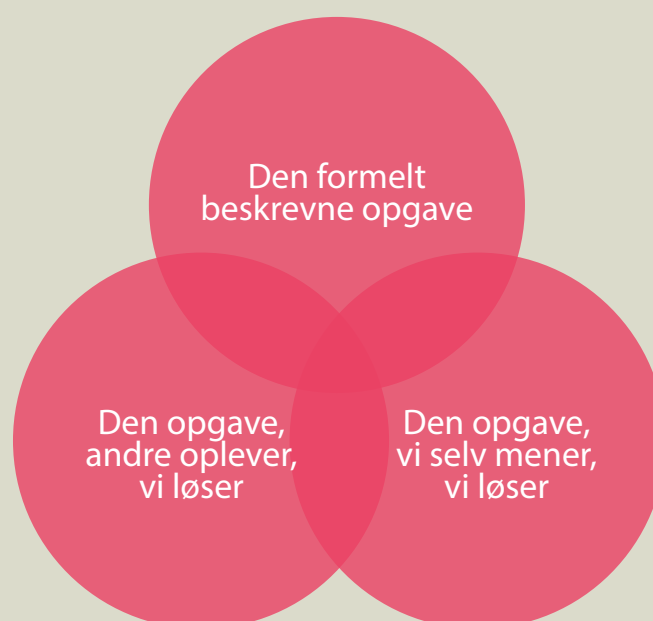 Den formelt
beskrevne opgave
Den opgave,
andre oplever,
vi løser
Den opgave,
vi selv mener,
vi løser